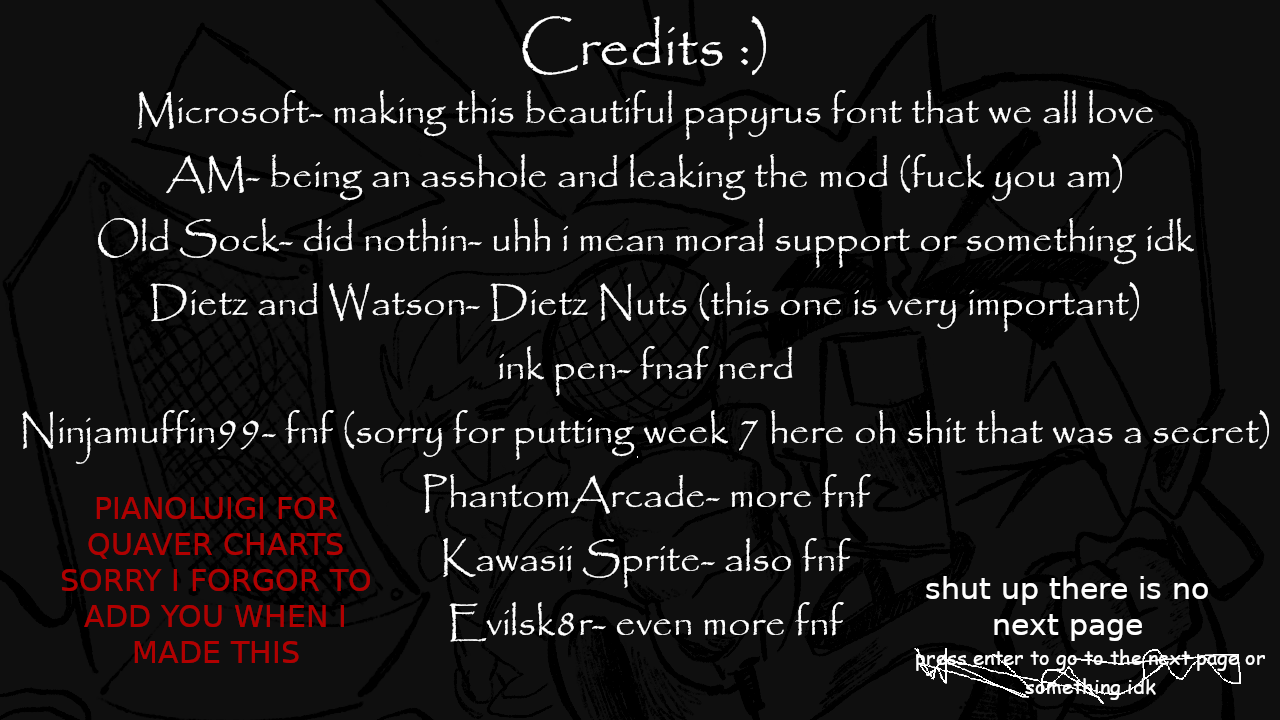 Credits :)
Microsoft- making this beautiful papyrus font that we all love
AM- being an asshole and leaking the mod (fuck you am)
Old Sock- did nothin- uhh i mean moral support or something idk
Dietz and Watson- Dietz Nuts (this one is very important)
ink pen- fnaf nerd
Ninjamuffin99- fnf (sorry for putting week 7 here oh shit that was a secret)
PhantomArcade- more fnf
Kawasii Sprite- also fnf
Evilsk8r- even more fnf
PIANOLUIGI FOR
QUAVER CHARTS
SORRY I FORGOR TO
ADD YOU WHEN I
MADE THIS
shut up there is no
next page
press enter to go to the next page or
something idk